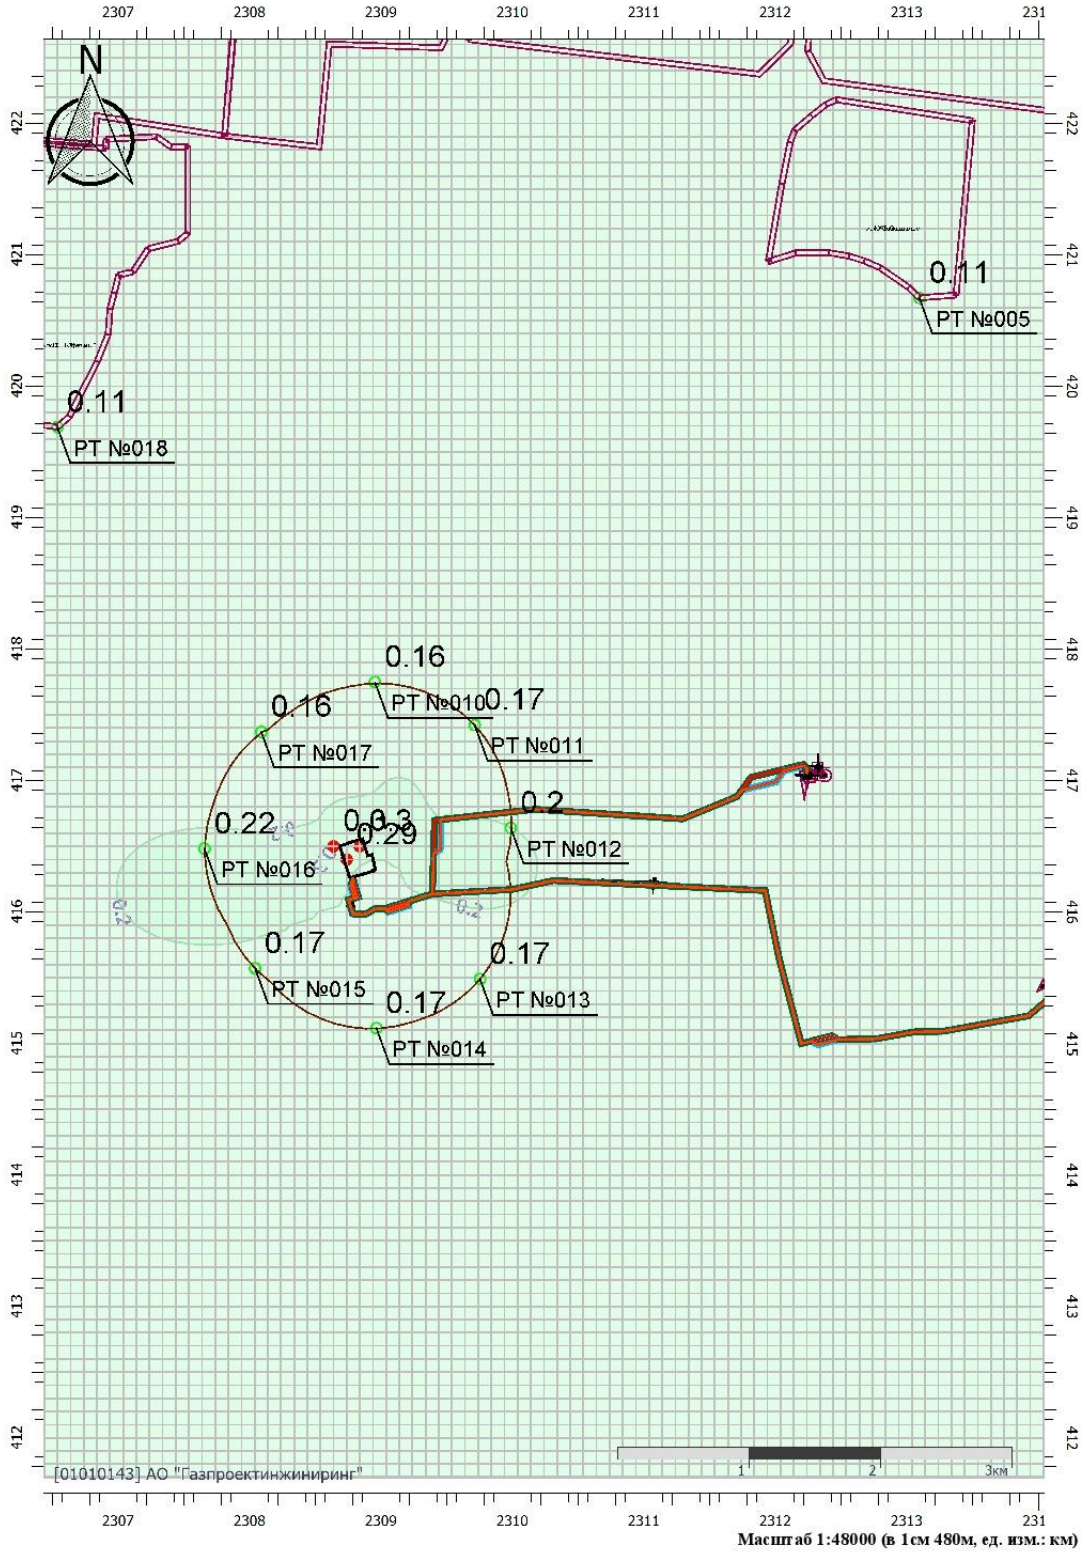 2307 2308 2309 2310 2311 2312 2313 231
N
422 422
421 421
0.11
РТ №005
420 420
0.11
РТ №018
419 419
418 418
0.16
РТ №010
0.17
РТ №011
0.16
РТ №017
417 417
0.2
РТ №012
0.22
РТ №016
0.3
0.29
0.2
0.2
0.2
416 416
0.17
РТ №015
0.17
РТ №013
0.17
РТ №014
415 415
414 414
413 413
412 412
1 2 3км
[01010143] АО "Газпроектинжиниринг"
2307 2308 2309 2310 2311 2312 2313 231
Масштаб 1:48000 (в 1см 480м, ед. изм.: км)